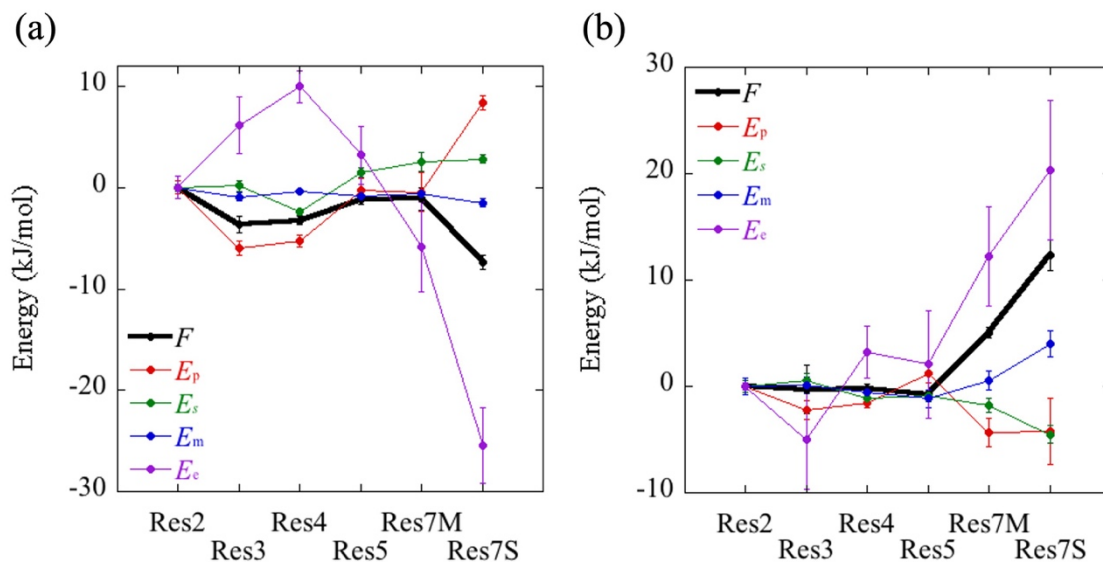 (a)
Energy (kJ/mol)
10
0
-10
-20
-30
F
Ep
Es
Em
Ee
Res2
Res3
Res4
Res5
Res7M
Res7S
(b)
Energy (kJ/mol)
30
20
10
0
-10
F
Ep
Es
Em
Ee
Res2
Res3
Res4
Res5
Res7M
Res7S